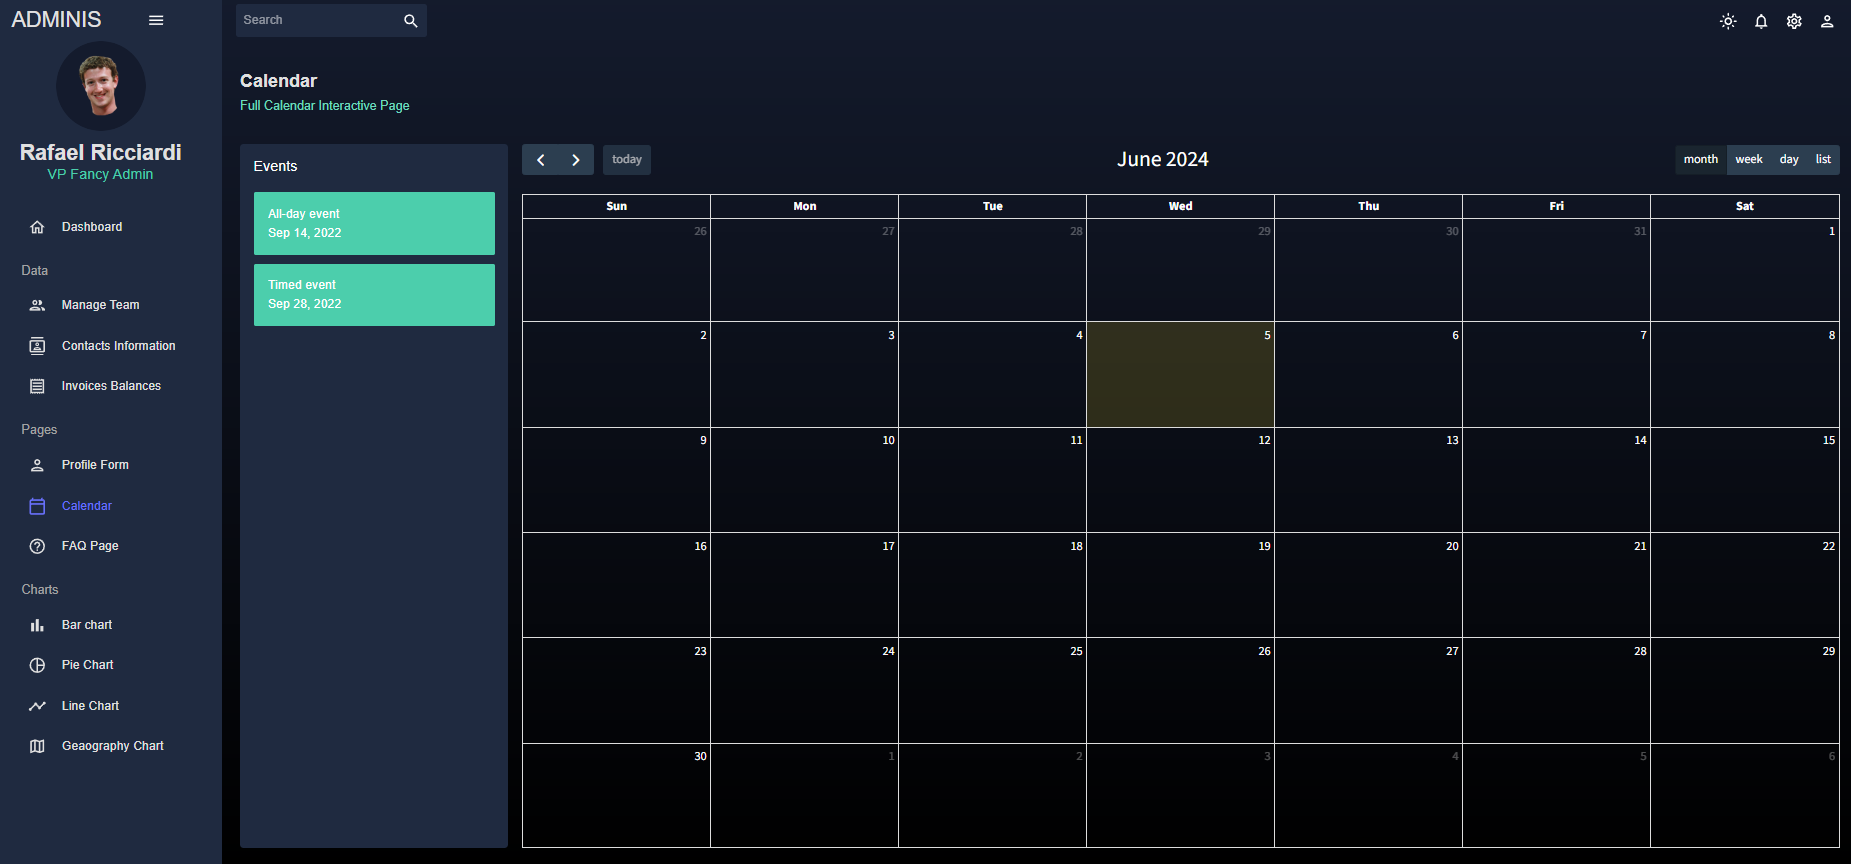 ADMINIS
Search
Rafael Ricciardi
VP Fancy Admin
Dashboard
Data
Manage Team
Contacts Information
Invoices Balances
Pages
Profile Form
Calendar
FAQ Page
Charts
Bar chart
Pie Chart
Line Chart
Geaography Chart
Calendar
Full Calendar Interactive Page
Events
All-day event
Sep 14, 2022
Timed event
Sep 28, 2022
today
June 2024
month week day list
Sun Mon Tue Wed Thu Fri Sat
26 27 28 29 30 31 1
2 3 4 5 6 7 8
9 10 11 12 13 14 15
16 17 18 19 20 21 22
23 24 25 26 27 28 29
30 1 2 3 4 5 6